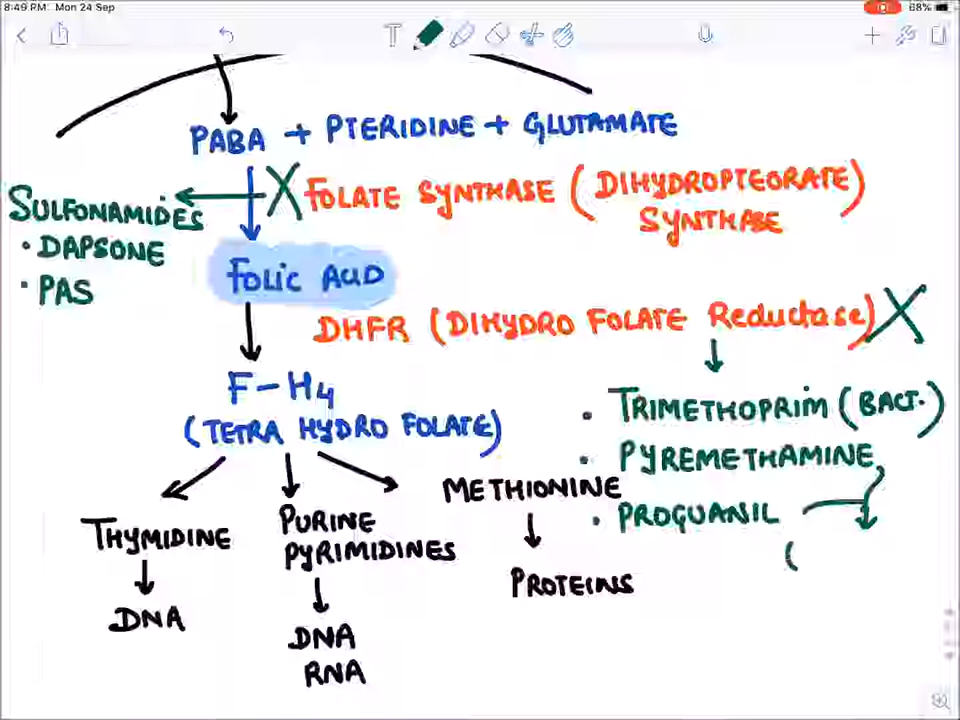 8:49 PM Mon 24 Sep
68%
T
PABA + PTERIDINE + GLUTAMATE
X FOLATE SYNTHASE (DIHYDROPTEORATE)
SYNTHASE
SULFONAMIDES
• DAPSONE
• PAS
FOLIC ACID
DHFR (DIHYDRO FOLATE Reductase) X
F-H4
(TETRA HYDRO FOLATE)
• TRIMETHOPRIM (BACT.)
• PYREMETHAMINE
• PROGUANIL
(
THYMIDINE
DNA
PURINE
PYRIMIDINES
DNA
RNA
METHIONINE
PROTEINS